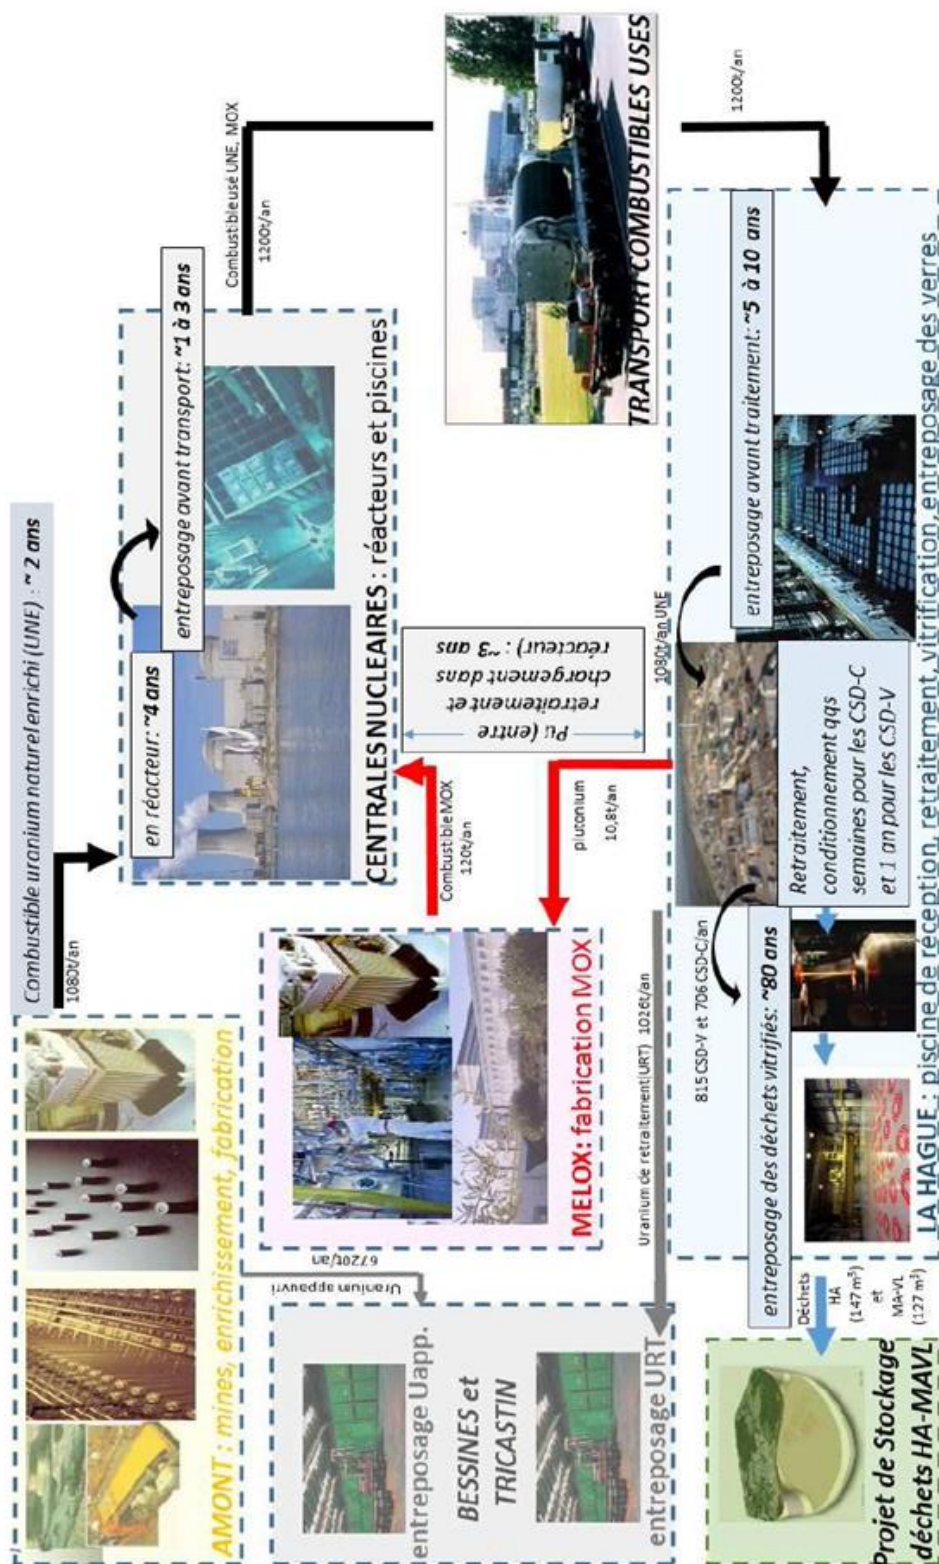 AMONT : mines, enrichissement, fabrication
Combustible uranium naturel enrichi (UNE) : ~ 2 ans
1080t/an
en réacteur: ~4 ans
entreposage avant transport: ~1 à 3 ans
CENTRALES NUCLEAIRES : réacteurs et piscines
Combustible usé UNE, MOX
1200t/an
TRANSPORT COMBUSTIBLES USES
1200t/an
Uranium appauvri
6720t/an
entreposage Uapp.
BESSINES et
TRICASTIN
entreposage URT
MELOX: fabrication MOX
Combustible MOX
120t/an
plutonium
10,8t/an
Pu (entre
retraitement et
chargement dans
réacteur) : ~3 ans
1080t/an UNE
Uranium de retraitement(URT) 1026t/an
815 CSD-V et 706 CSD-C/an
entreposage avant traitement: ~5 à 10 ans
Retraitement,
conditionnement qqs
semaines pour les CSD-C
et 1 an pour les CSD-V
entreposage des déchets vitrifiés: ~80 ans
LA HAGUE : piscine de réception, retraitement, vitrification, entreposage des verres
Déchets
HA
(147 m³)
et
MA-VL
(127 m³)
Projet de Stockage
déchets HA-MAVL